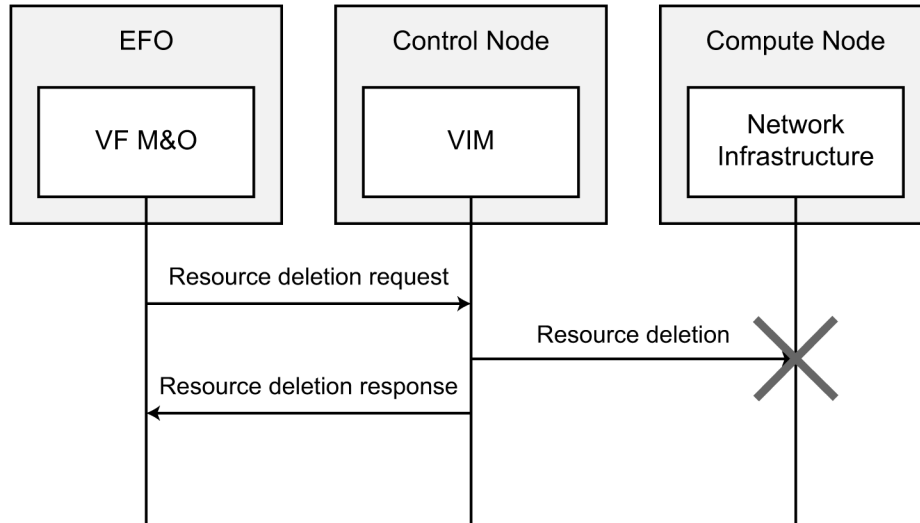 EFO
Control Node
Compute Node
VF M&O
VIM
Network
Infrastructure
Resource deletion request
Resource deletion
Resource deletion response